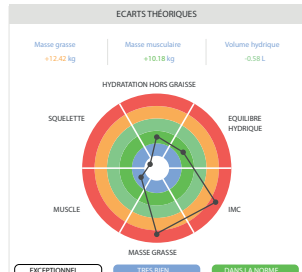 ECARTS THÉORIQUES
Masse grasse Masse musculaire Volume hydrique
+12.42 kg +10.18 kg -0.58 L
HYDRATATION HORS GRAISSE
SQUELETTE EQUILIBRE
HYDRIQUE
MUSCLE IMC
MASSE GRASSE
EXCEPTIONNEL TRES BIEN DANS LA NORME